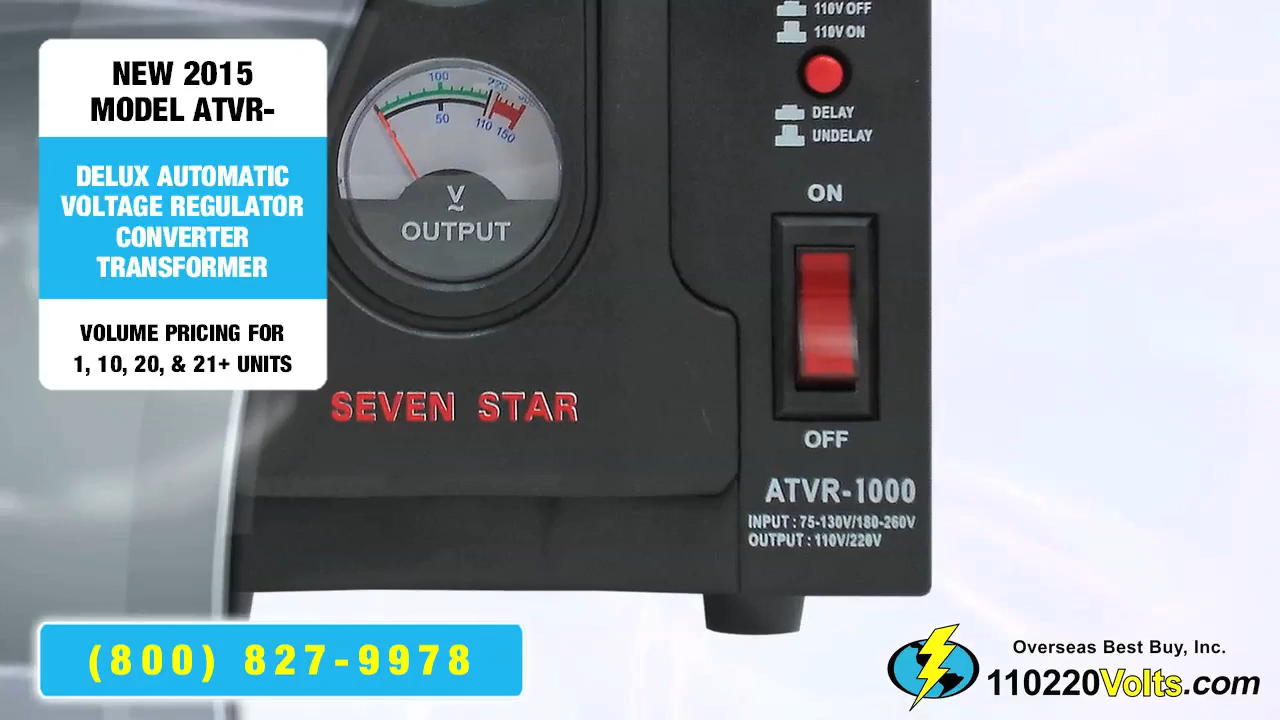 NEW 2015
MODEL ATVR-
DELUX AUTOMATIC
VOLTAGE REGULATOR
CONVERTER
TRANSFORMER
VOLUME PRICING FOR
1, 10, 20, & 21+ UNITS
(800) 827-9978
100
220
50
110
150
V
~
OUTPUT
SEVEN STAR
110V OFF
110V ON
DELAY
UNDELAY
ON
OFF
ATVR-1000
INPUT : 75-130V/180-260V
OUTPUT : 110V/220V
Overseas Best Buy, Inc.
110220Volts.com